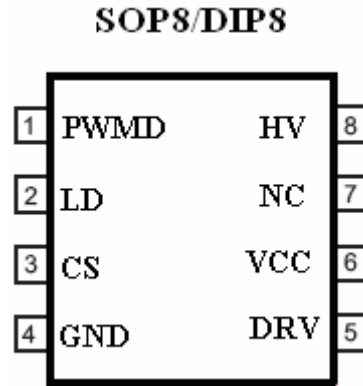 SOP8/DIP8
1 PWMD HV 8
2 LD NC 7
3 CS VCC 6
4 GND DRV 5